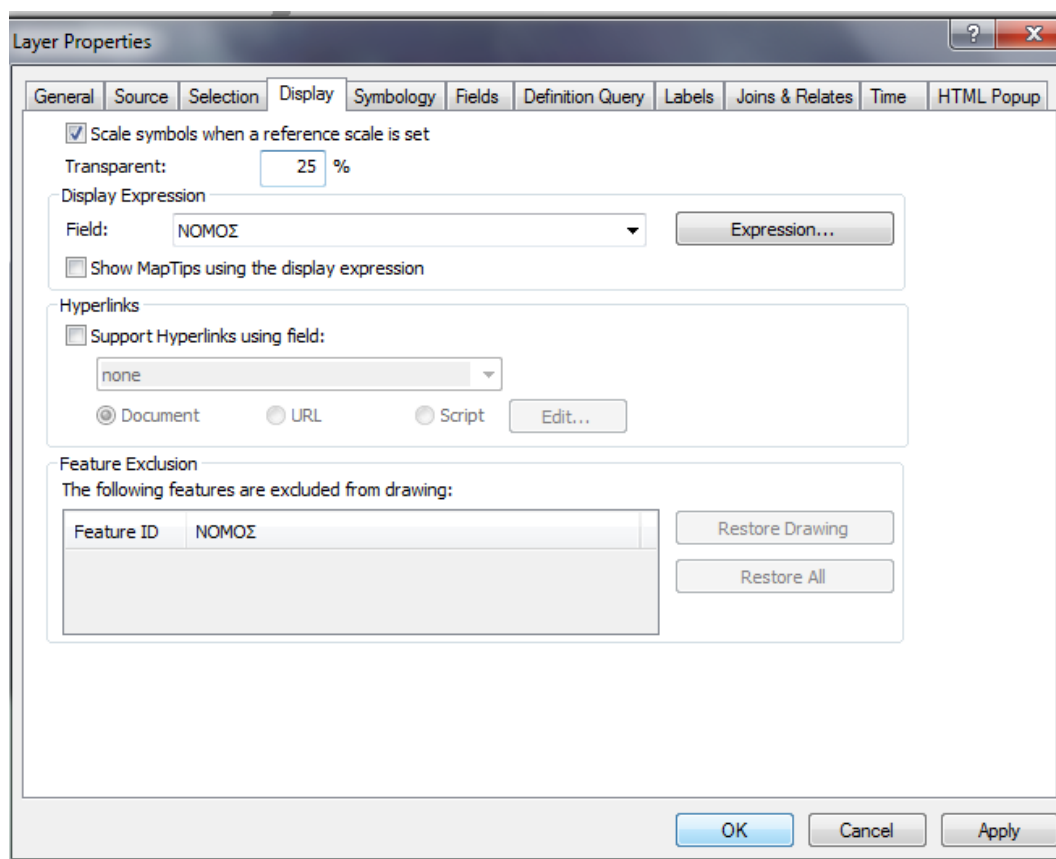 Layer Properties
General Source Selection Display Symbology Fields Definition Query Labels Joins & Relates Time HTML Popup
Scale symbols when a reference scale is set
Transparent: 25 %
Display Expression
Field: ΝΟΜΟΣ Expression...
Show MapTips using the display expression
Hyperlinks
Support Hyperlinks using field:
none
Document URL Script Edit...
Feature Exclusion
The following features are excluded from drawing:
Feature ID ΝΟΜΟΣ Restore Drawing
Restore All
OK Cancel Apply